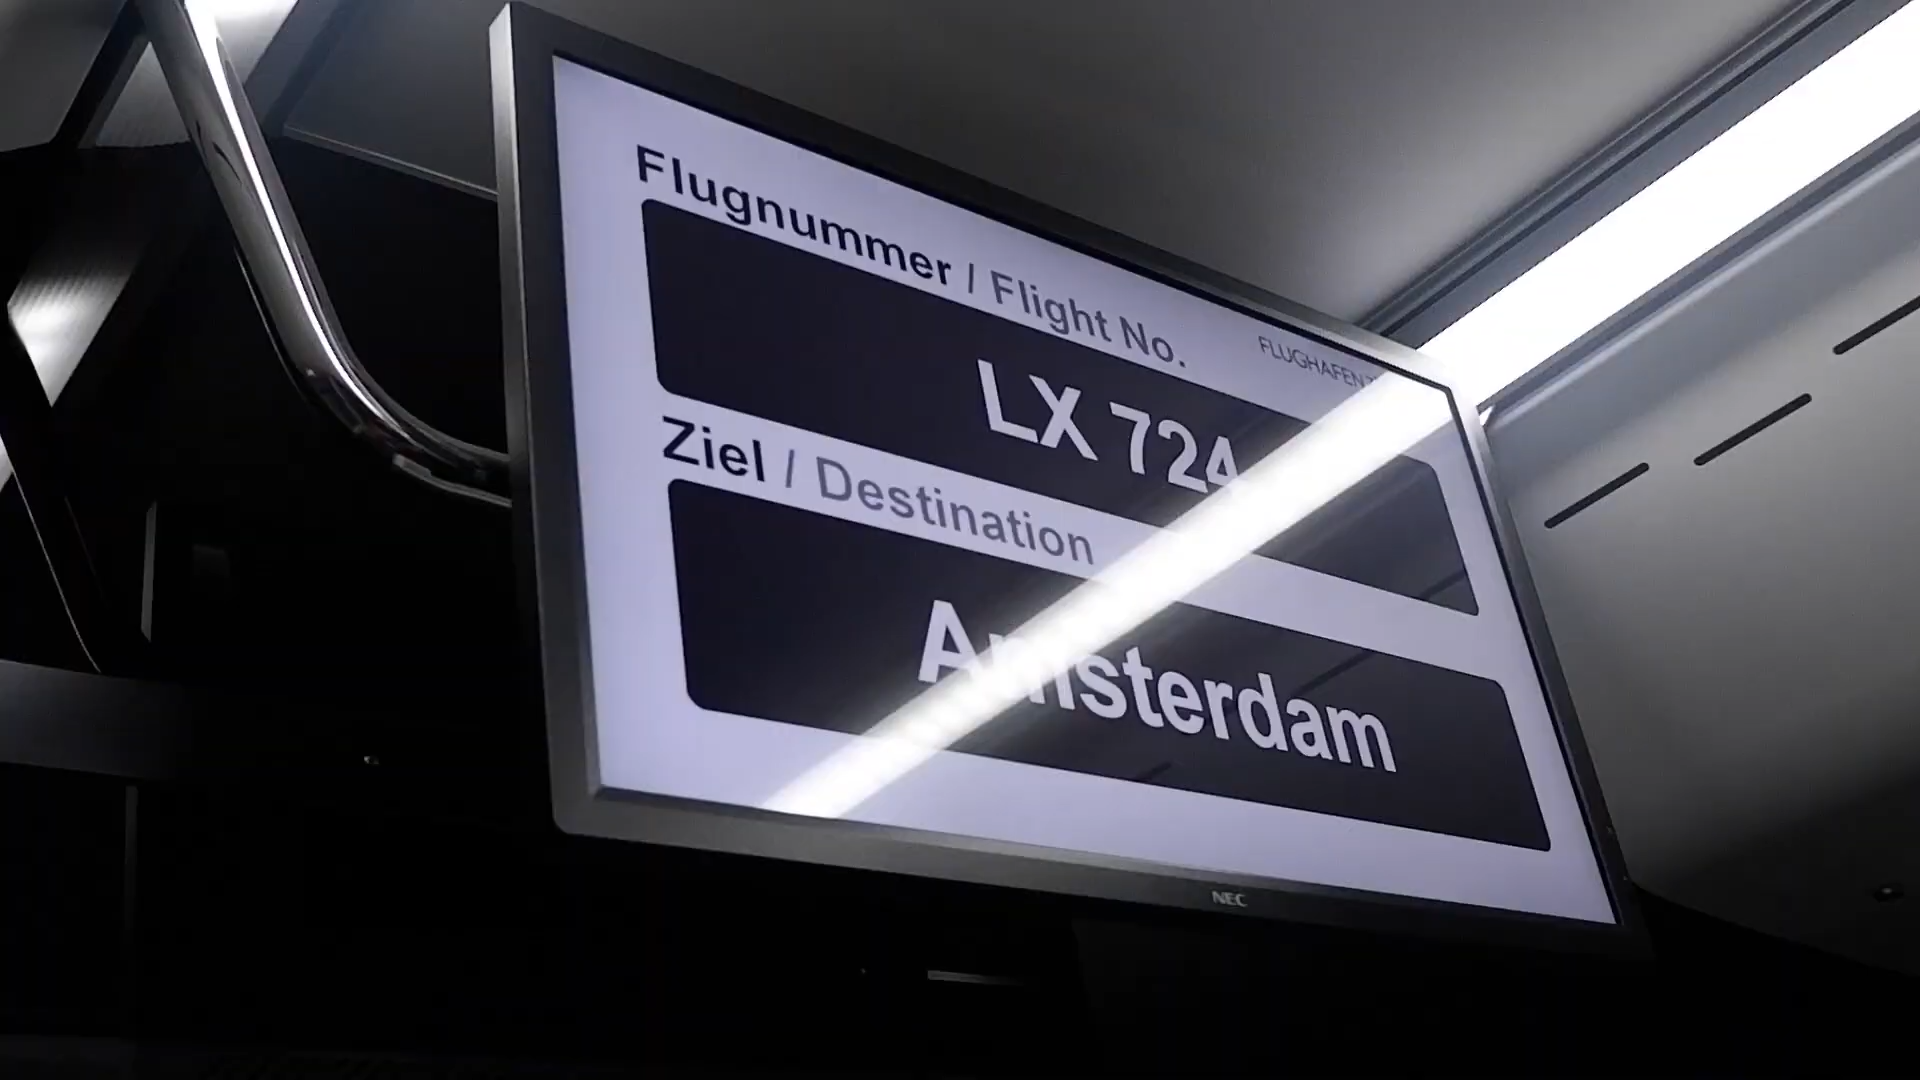 Flugnummer / Flight No.
FLUGHAFEN
LX 724
Ziel / Destination
Amsterdam
NEC